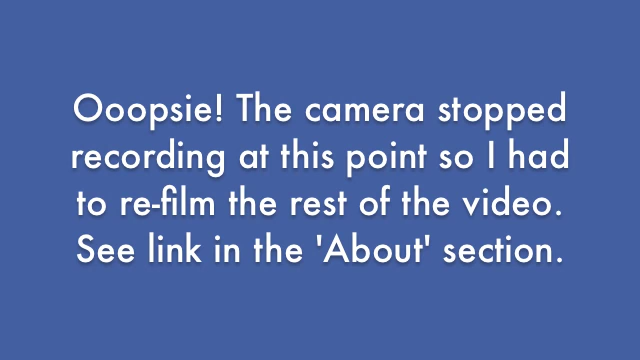 Ooopsie! The camera stopped
recording at this point so I had
to re-film the rest of the video.
See link in the 'About' section.